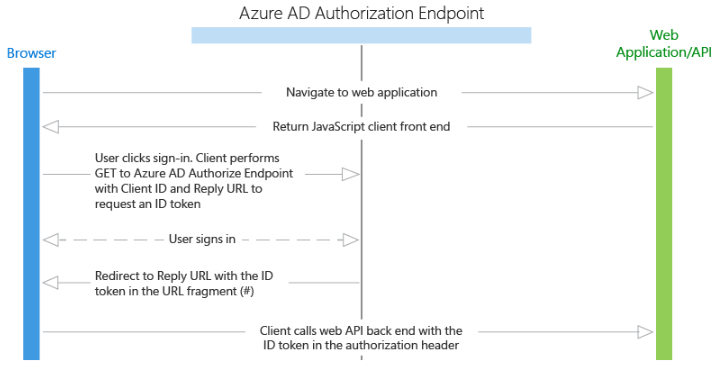 Azure AD Authorization Endpoint
Browser
Web
Application/API
Navigate to web application
Return JavaScript client front end
User clicks sign-in. Client performs
GET to Azure AD Authorize Endpoint
with Client ID and Reply URL to
request an ID token
User signs in
Redirect to Reply URL with the ID
token in the URL fragment (#)
Client calls web API back end with the
ID token in the authorization header